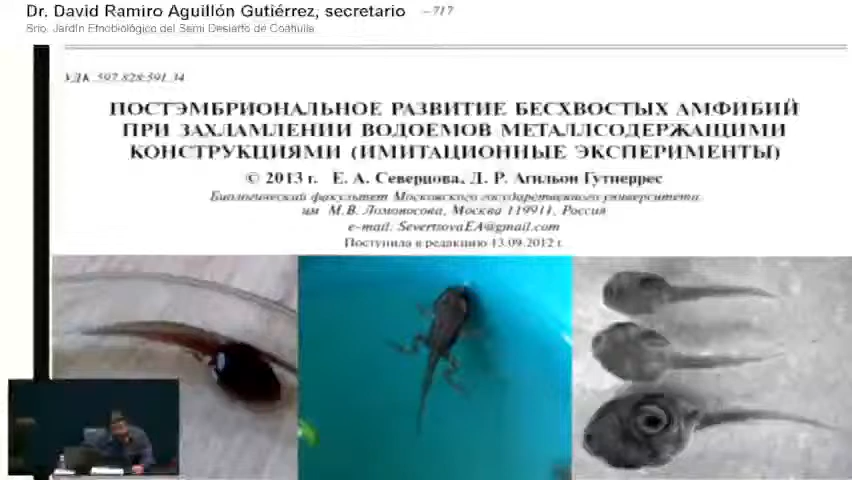 Dr. David Ramiro Aguillón Gutiérrez, secretario
Srio. Jardín Etnobiológico del Semi Desierto de Coahuila
717
УДК 597.828:591.34
ПОСТЭМБРИОНАЛЬНОЕ РАЗВИТИЕ БЕСХВОСТЫХ АМФИБИЙ
ПРИ ЗАХЛАМЛЕНИИ ВОДОЕМОВ МЕТАЛЛСОДЕРЖАЩИМИ
КОНСТРУКЦИЯМИ (ИМИТАЦИОННЫЕ ЭКСПЕРИМЕНТЫ)
© 2013 г. Е. А. Северцова, Д. Р. Агильон Гутиеррес
Биологический факультет Московского государственного университета
им М.В. Ломоносова, Москва 119911, Россия
e-mail: SevertsovaEA@gmail.com
Поступила в редакцию 13.09.2012 г.